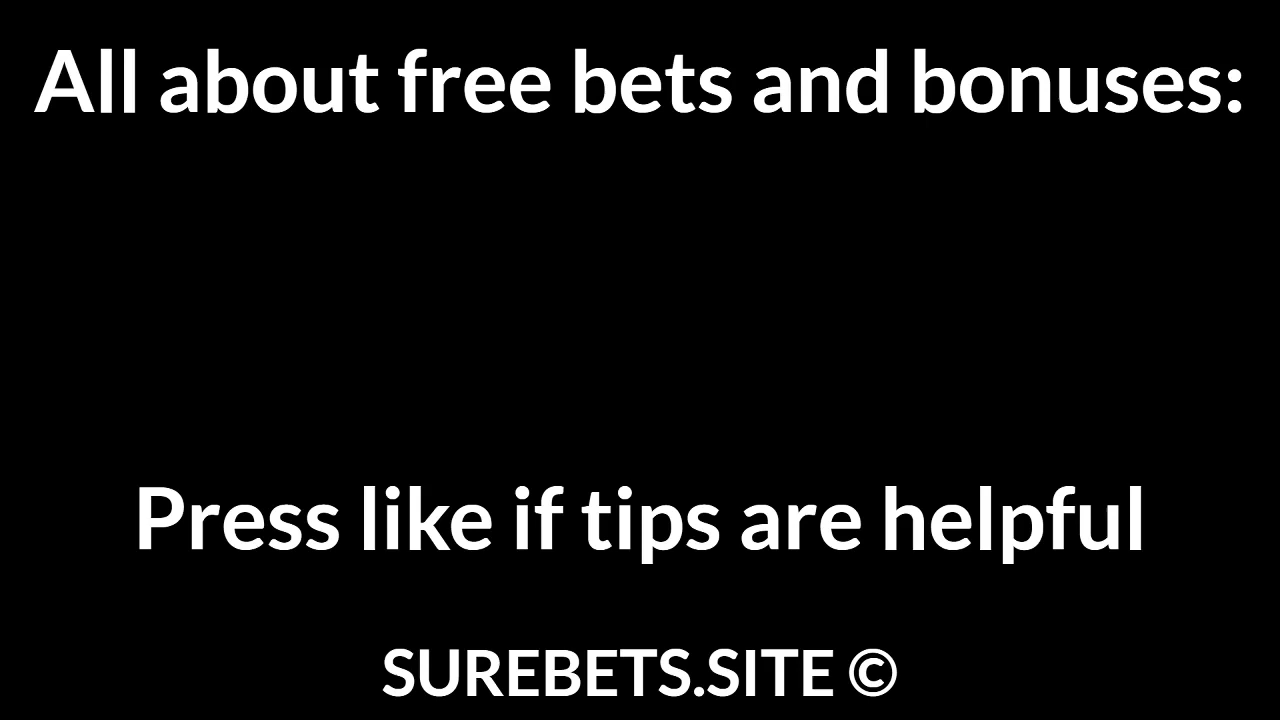 All about free bets and bonuses:
Press like if tips are helpful
SUREBETS.SITE ©